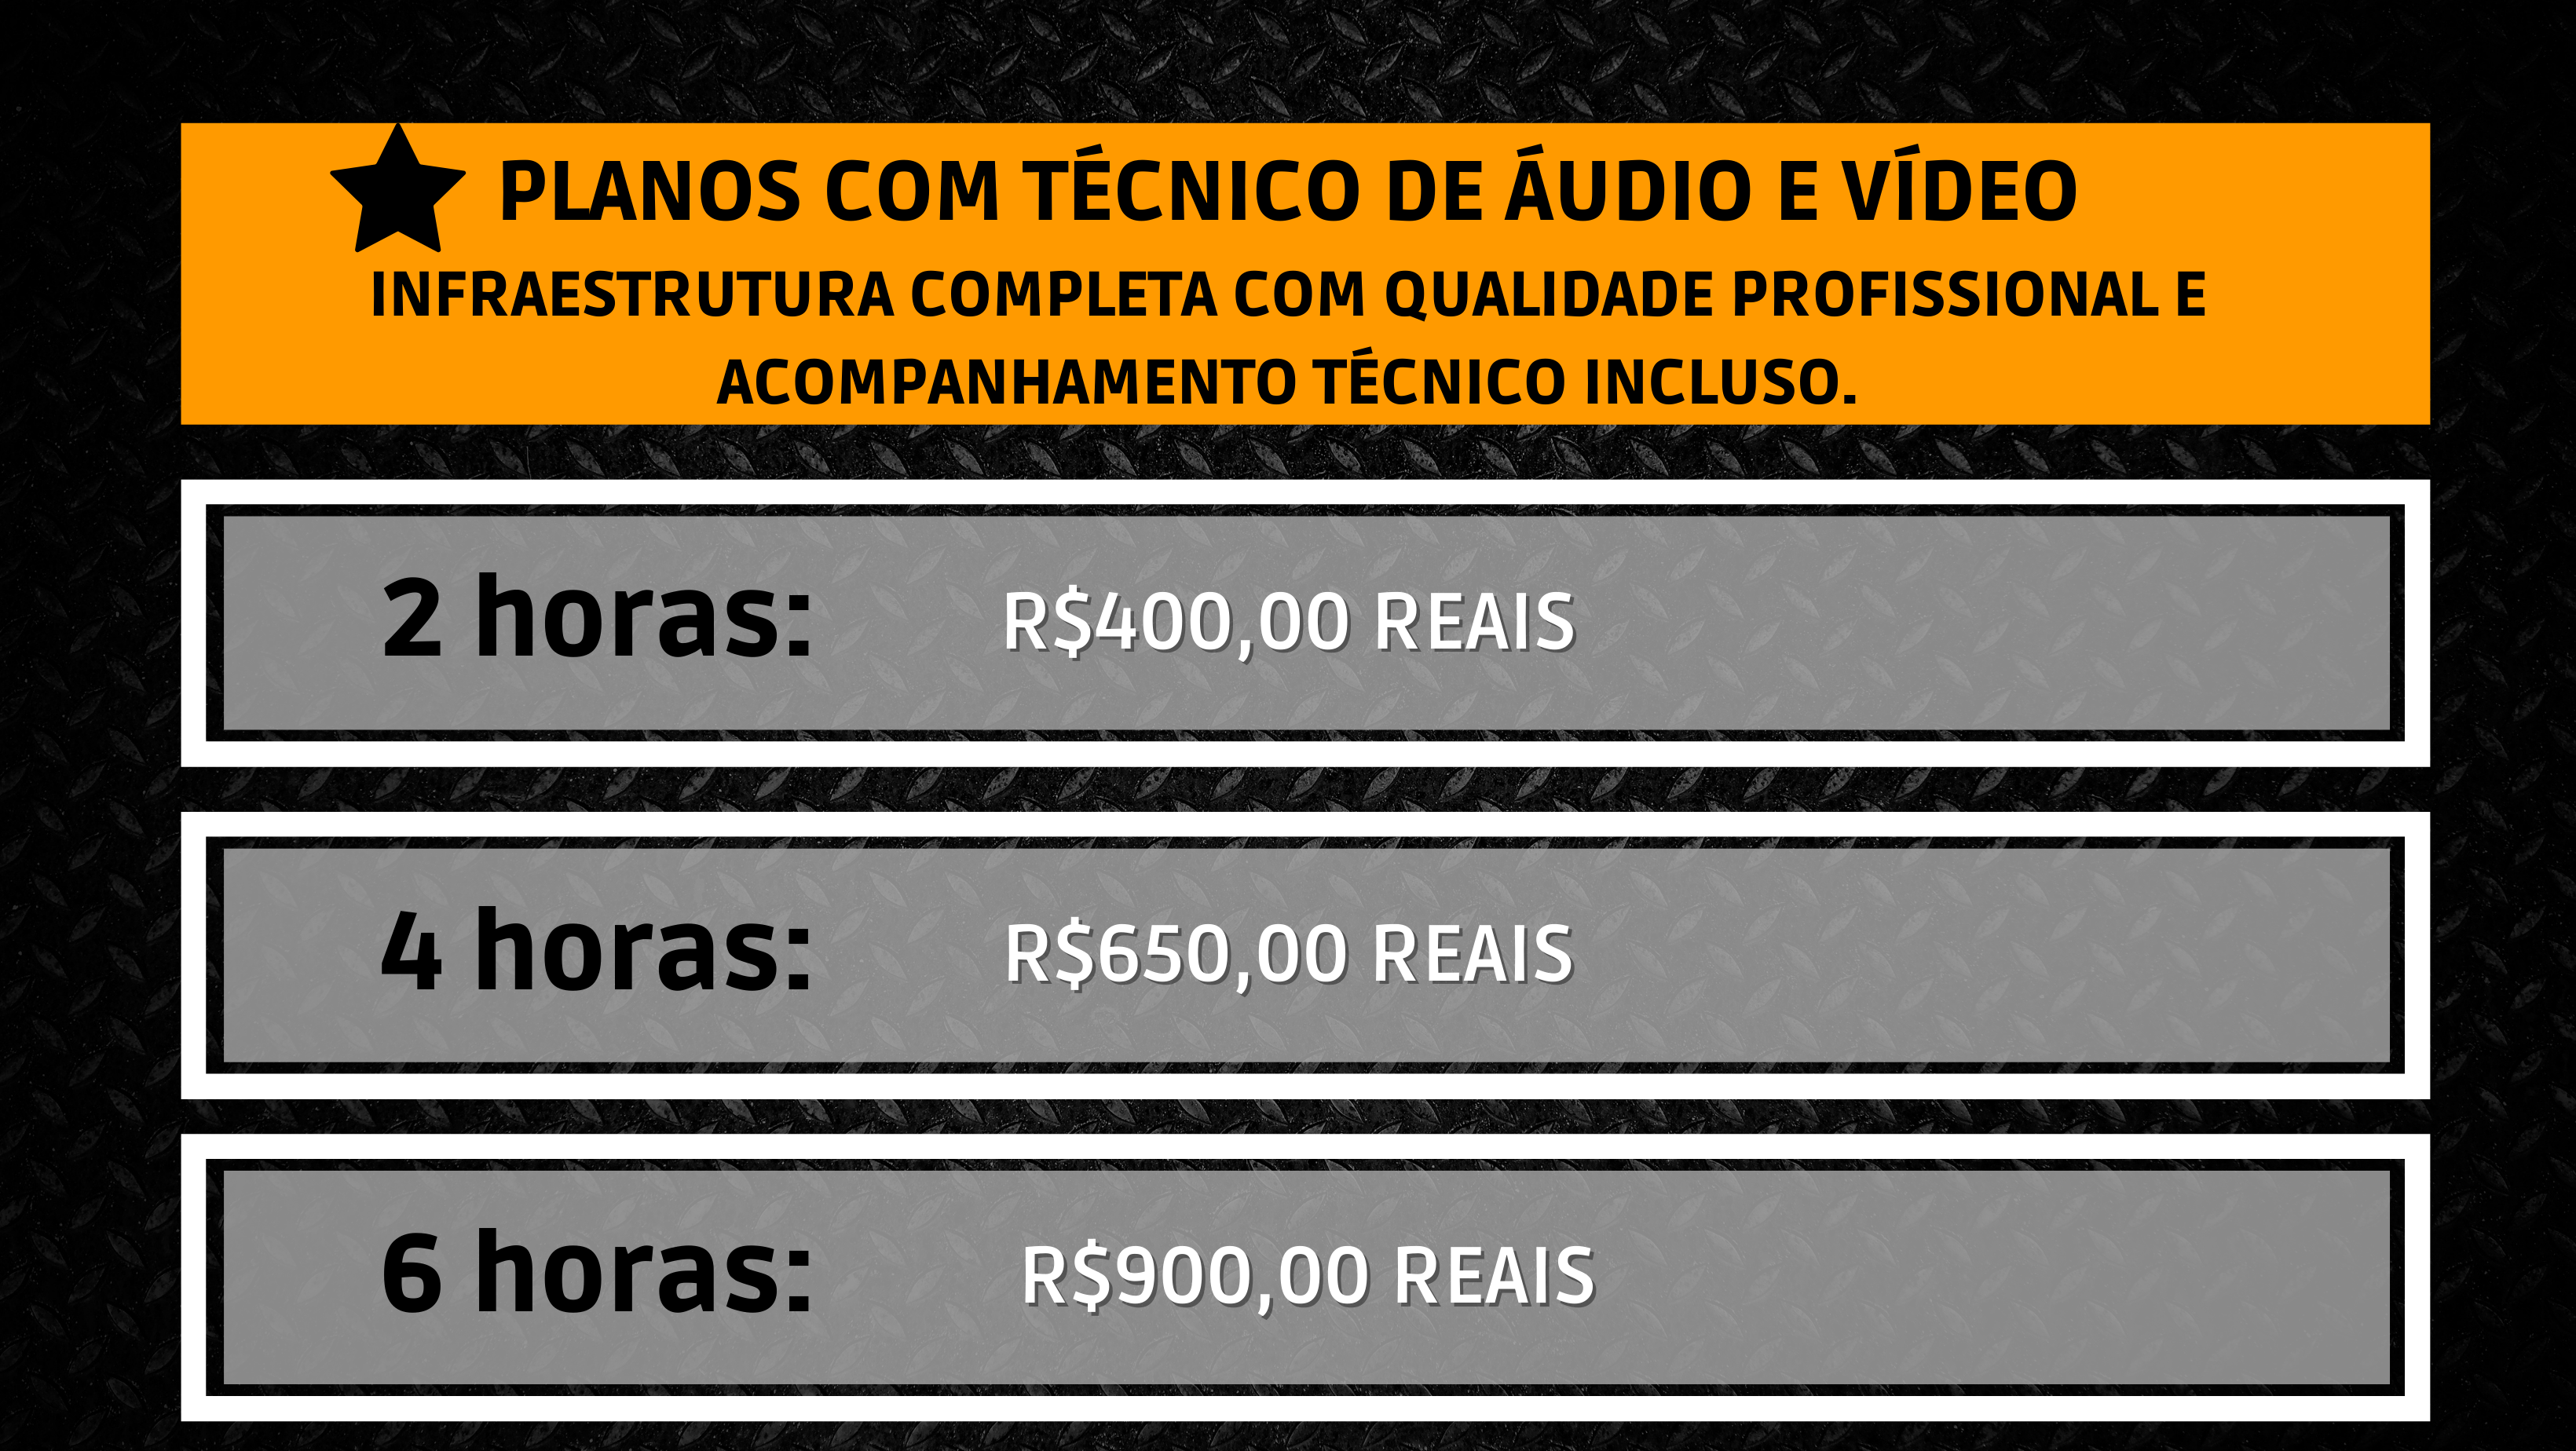 PLANOS COM TÉCNICO DE ÁUDIO E VÍDEO
INFRAESTRUTURA COMPLETA COM QUALIDADE PROFISSIONAL E
ACOMPANHAMENTO TÉCNICO INCLUSO.
2 horas: R$400,00 REAIS
4 horas: R$650,00 REAIS
6 horas: R$900,00 REAIS